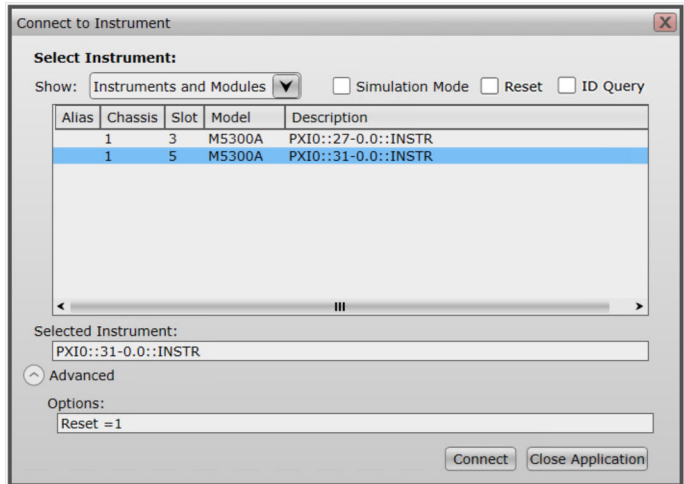 Connect to Instrument
Select Instrument:
Show: Instruments and Modules Simulation Mode Reset ID Query
Alias Chassis Slot Model Description
1 3 M5300A PXI0::27-0.0::INSTR
1 5 M5300A PXI0::31-0.0::INSTR
Selected Instrument:
PXI0::31-0.0::INSTR
Advanced
Options:
Reset =1
Connect Close Application